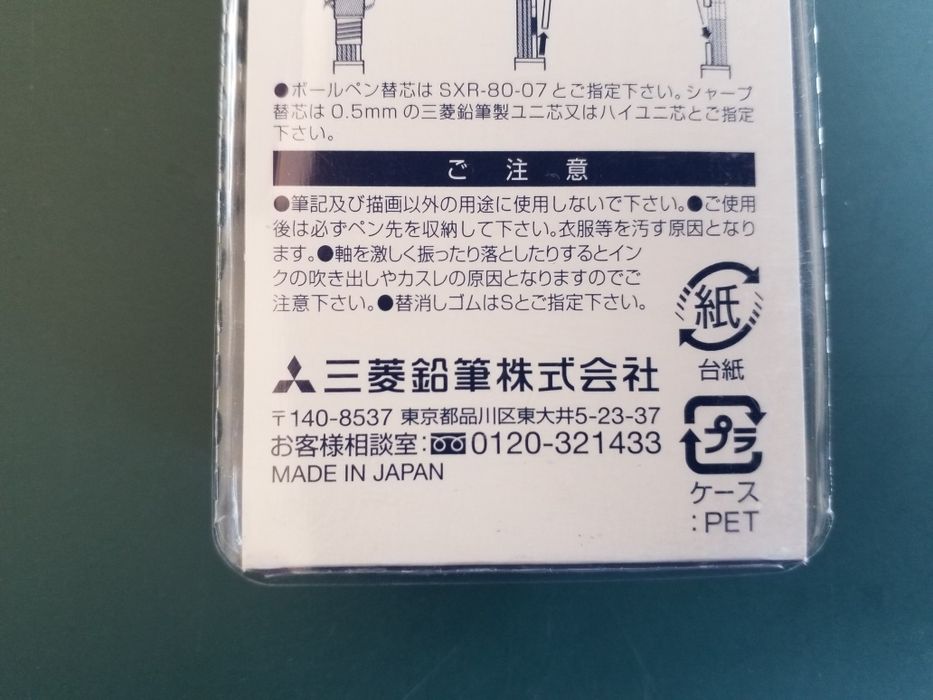 ●ボールペン替芯は SXR-80-07 とご指定下さい。シャープ
替芯は 0.5mm の三菱鉛筆製ユニ芯又はハイユニ芯とご指定
下さい。
ご 注 意
●筆記及び描画以外の用途に使用しないで下さい。●ご使用
後は必ずペン先を収納して下さい。衣服等を汚す原因となり
ます。●軸を激しく振ったり落としたりするとイン
クの吹き出しやカスレの原因となりますのでご
注意下さい。●替消しゴムはSとご指定下さい。
紙
台紙
三菱鉛筆株式会社
〒140-8537 東京都品川区東大井5-23-37
お客様相談室:0120-321433
MADE IN JAPAN
プラ
ケース
:PET